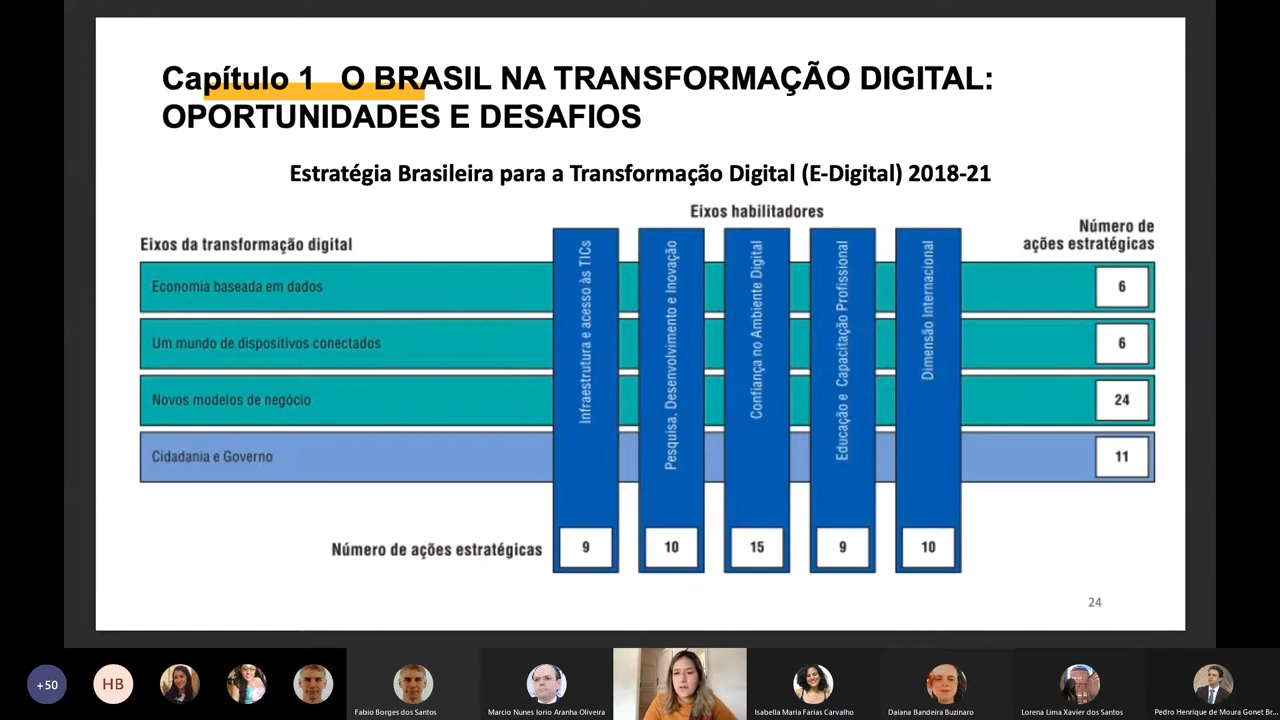 Capítulo 1 O BRASIL NA TRANSFORMAÇÃO DIGITAL:
OPORTUNIDADES E DESAFIOS
Estratégia Brasileira para a Transformação Digital (E-Digital) 2018-21
Eixos habilitadores
Número de
ações estratégicas
Eixos da transformação digital
Economia baseada em dados
6
Um mundo de dispositivos conectados
6
Novos modelos de negócio
24
Cidadania e Governo
11
Infraestrutura e acesso às TICs
Pesquisa, Desenvolvimento e Inovação
Confiança no Ambiente Digital
Educação e Capacitação Profissional
Dimensão Internacional
Número de ações estratégicas
9
10
15
9
10
24
+50
HB
Fabio Borges dos Santos
Marcio Nunes Iorio Aranha Oliveira
Isabella Maria Farias Carvalho
Daiana Bandeira Buzinaro
Lorena Lima Xavier dos Santos
Pedro Henrique de Moura Gonet Br...